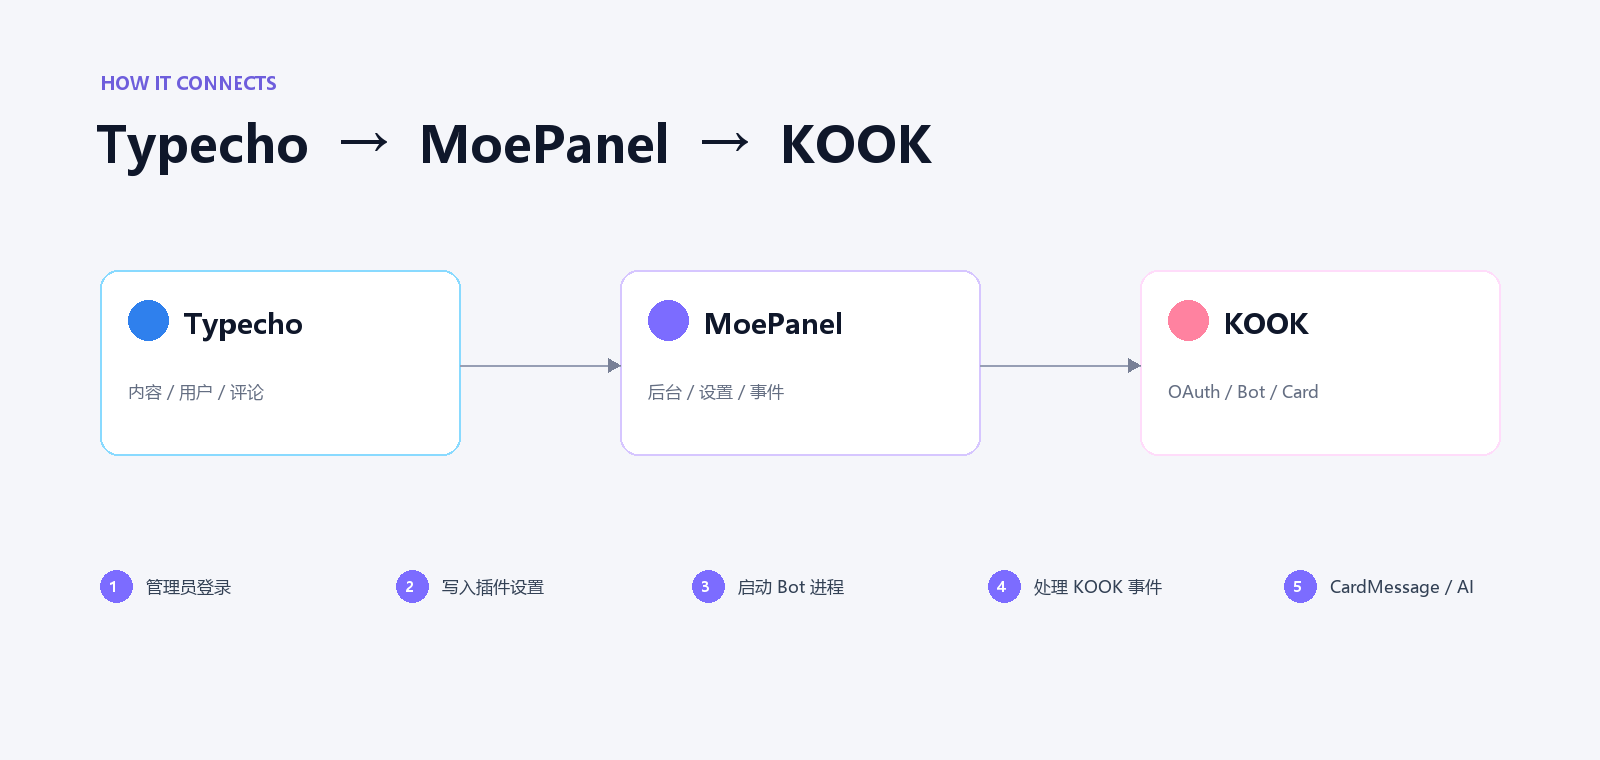 HOW IT CONNECTS
Typecho → MoePanel → KOOK
Typecho
内容 / 用户 / 评论
MoePanel
后台 / 设置 / 事件
KOOK
OAuth / Bot / Card
1 管理员登录
2 写入插件设置
3 启动 Bot 进程
4 处理 KOOK 事件
5 CardMessage / AI